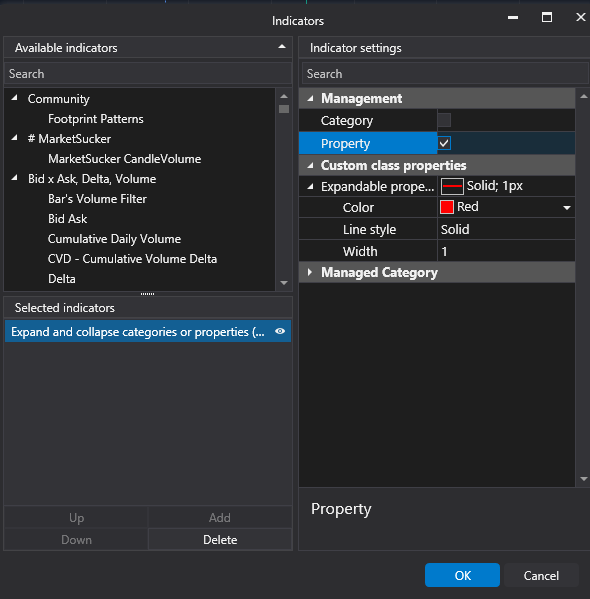 Indicators
Available indicators
Search
Community
Footprint Patterns
# MarketSucker
MarketSucker CandleVolume
Bid x Ask, Delta, Volume
Bar's Volume Filter
Bid Ask
Cumulative Daily Volume
CVD - Cumulative Volume Delta
Delta
Selected indicators
Expand and collapse categories or properties (...
Up
Add
Down
Delete
Indicator settings
Search
Management
Category
Property
Custom class properties
Expandable prope... Solid; 1px
Color Red
Line style Solid
Width 1
Managed Category
Property
OK
Cancel